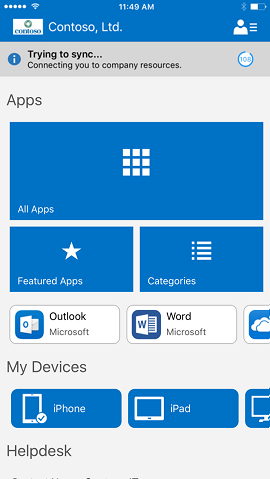 11:49 AM
contoso
Contoso, Ltd.
Trying to sync...
Connecting you to company resources.
108
Apps
All Apps
Featured Apps
Categories
Outlook
Microsoft
Word
Microsoft
My Devices
iPhone
iPad
Helpdesk